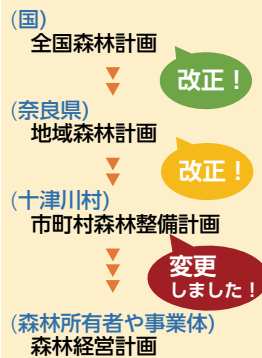 (国)
全国森林計画
改正！
(奈良県)
地域森林計画
改正！
(十津川村)
市町村森林整備計画
変更
しました！
(森林所有者や事業体)
森林経営計画